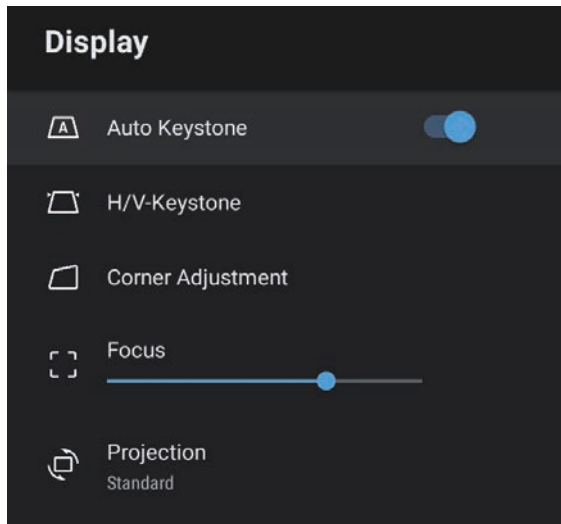 Display
A
Auto Keystone
H/V-Keystone
Corner Adjustment
Focus
Projection
Standard